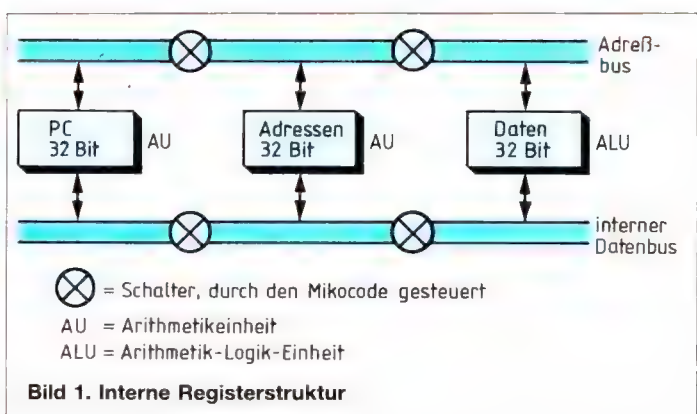 Adreß-
bus
PC
32 Bit
AU
Adressen
32 Bit
AU
Daten
32 Bit
ALU
interner
Datenbus
= Schalter, durch den Mikocode gesteuert
AU = Arithmetikeinheit
ALU = Arithmetik-Logik-Einheit
Bild 1. Interne Registerstruktur